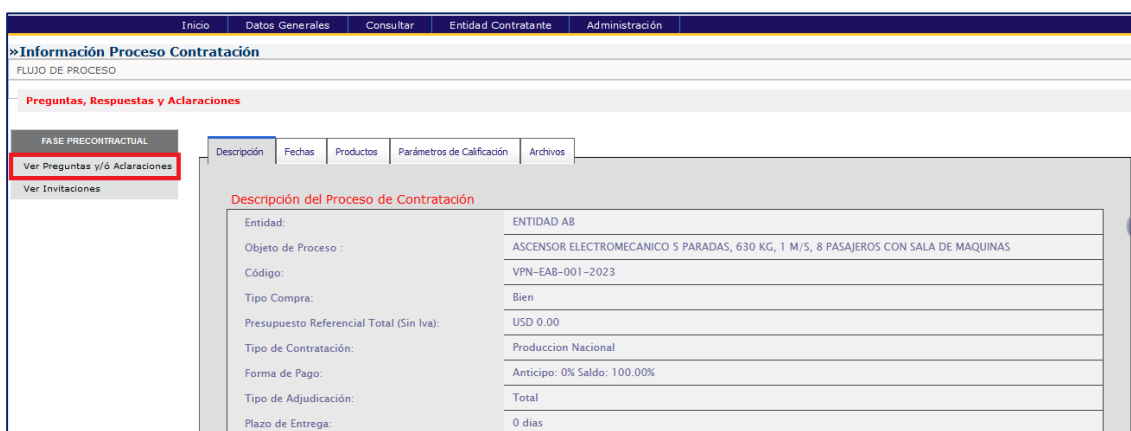 Inicio Datos Generales Consultar Entidad Contratante Administración
»Información Proceso Contratación
FLUJO DE PROCESO
Preguntas, Respuestas y Aclaraciones
FASE PRECONTRACTUAL
Ver Preguntas y/ó Aclaraciones
Ver Invitaciones
Descripción Fechas Productos Parámetros de Calificación Archivos
Descripción del Proceso de Contratación
Entidad: ENTIDAD AB
Objeto de Proceso : ASCENSOR ELECTROMECANICO 5 PARADAS, 630 KG, 1 M/S, 8 PASAJEROS CON SALA DE MAQUINAS
Código: VPN-EAB-001-2023
Tipo Compra: Bien
Presupuesto Referencial Total (Sin Iva): USD 0.00
Tipo de Contratación: Produccion Nacional
Forma de Pago: Anticipo: 0% Saldo: 100.00%
Tipo de Adjudicación: Total
Plazo de Entrega: 0 dias